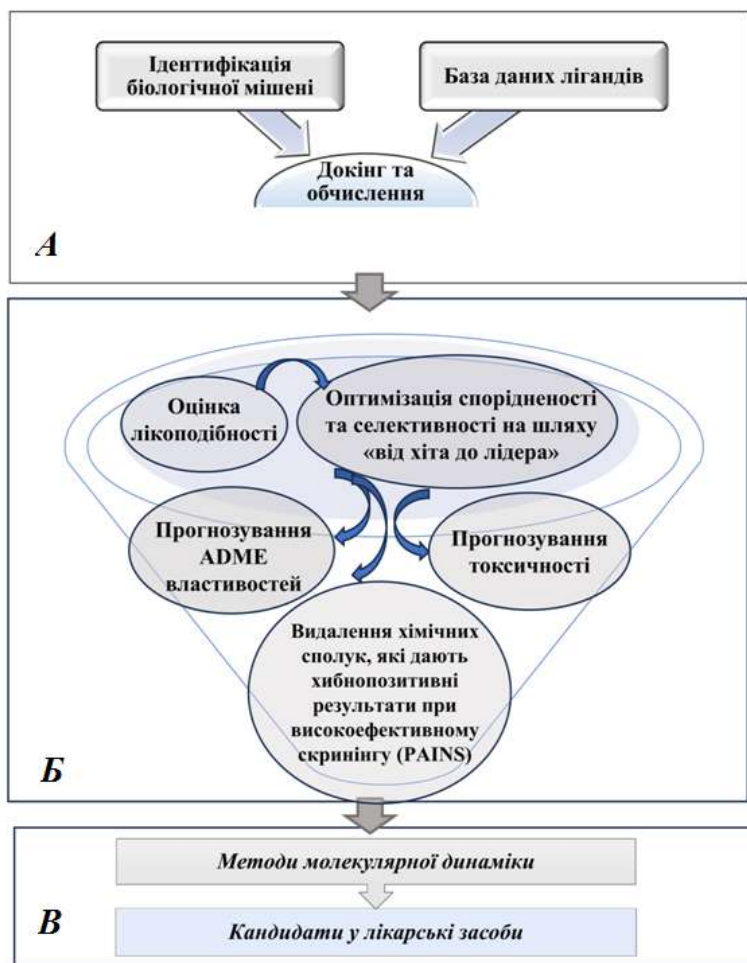 Ідентифікація
біологічної мішені
База даних лігандів
Докінг та
обчислення
А
Оцінка
лікоподібності
Оптимізація спорідненості
та селективності на шляху
«від хіта до лідера»
Прогнозування
ADME
властивостей
Прогнозування
токсичності
Видалення хімічних
сполук, які дають
хибнопозитивні
результати при
високоефективному
скринінгу (PAINS)
Б
Методи молекулярної динаміки
Кандидати у лікарські засоби
В